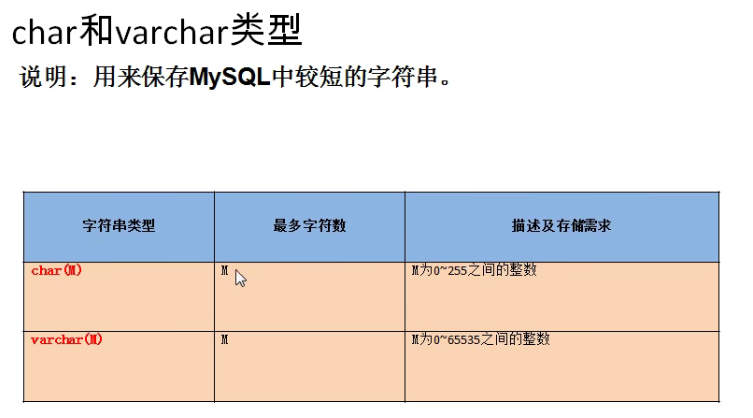 char和varchar类型
说明：用来保存MySQL中较短的字符串。
字符串类型 最多字符数 描述及存储需求
char(M) M M为0~255之间的整数
varchar(M) M M为0~65535之间的整数